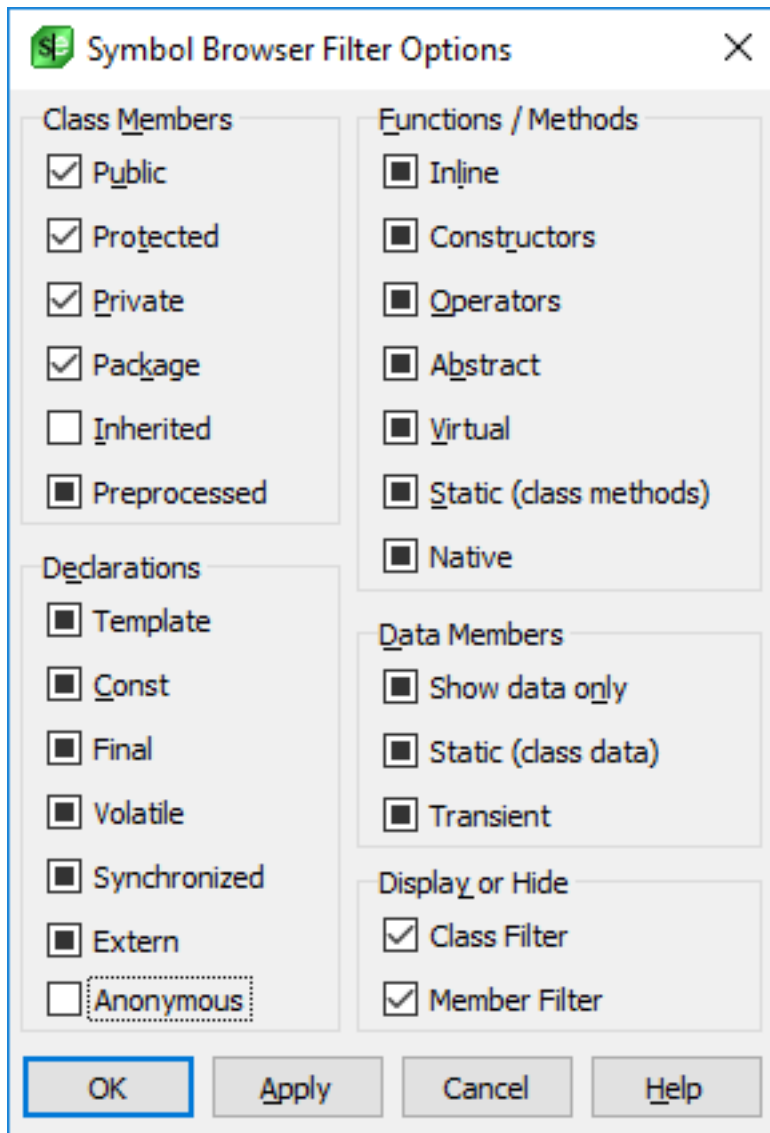 Symbol Browser Filter Options
Class Members
Public
Protected
Private
Package
Inherited
Preprocessed
Declarations
Template
Const
Final
Volatile
Synchronized
Extern
Anonymous
Functions / Methods
Inline
Constructors
Operators
Abstract
Virtual
Static (class methods)
Native
Data Members
Show data only
Static (class data)
Transient
Display or Hide
Class Filter
Member Filter
OK Apply Cancel Help